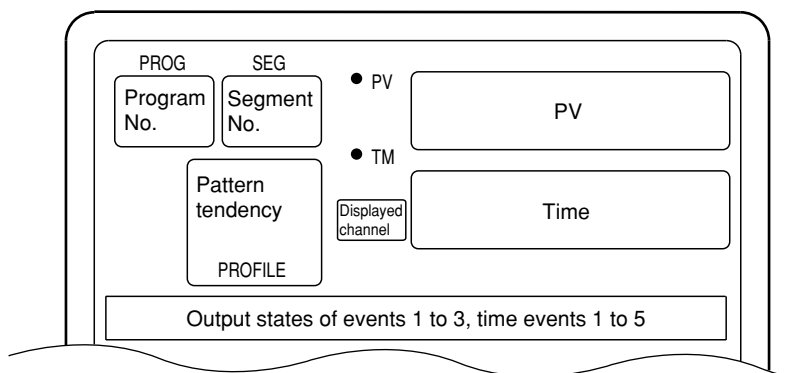 PROG
SEG
Program
No.
Segment
No.
PV
PV
TM
Pattern
tendency
PROFILE
Displayed
channel
Time
Output states of events 1 to 3, time events 1 to 5